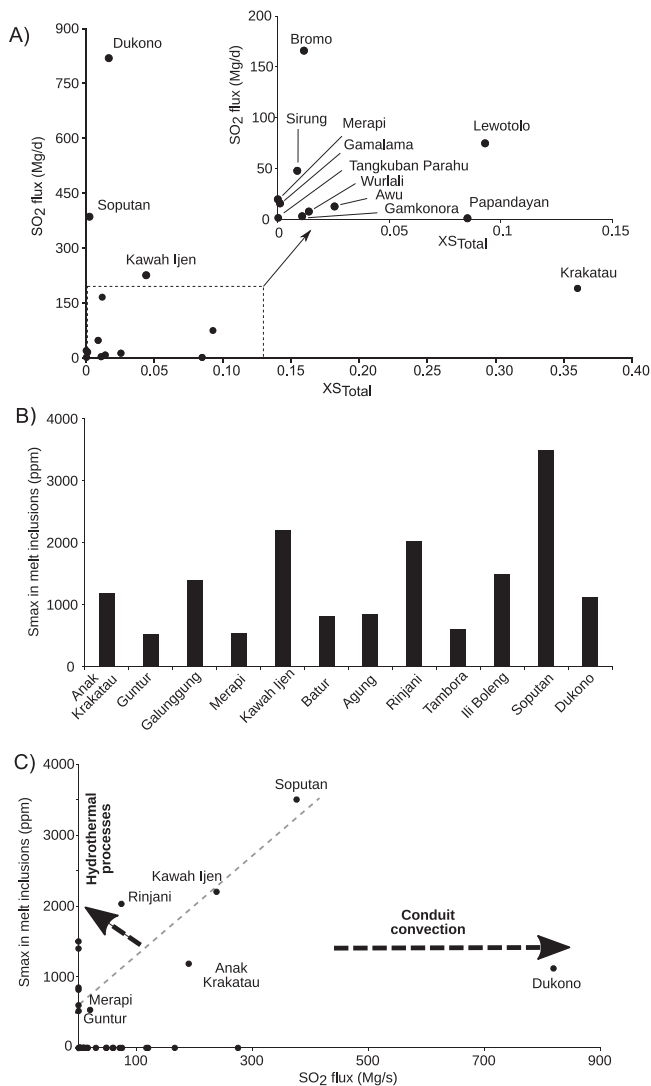 A)
900
750
600
450
300
150
0
SO2 flux (Mg/d)
Dukono
Soputan
Kawah Ijen
Krakatau
0
0.05
0.10
0.15
0.20
0.25
0.30
0.35
0.40
XSTotal
200
150
100
50
0
SO2 flux (Mg/d)
Bromo
Sirung
Merapi
Gamalama
Tangkuban Parahu
Wurlali
Awu
Gamkonora
Lewotolo
Papandayan
0
0.05
0.1
0.15
XSTotal
B)
4000
3000
2000
1000
0
Smax in melt inclusions (ppm)
Anak
Krakatau
Guntur
Galunggung
Merapi
Kawah Ijen
Batur
Agung
Rinjani
Tambora
Ili Boleng
Soputan
Dukono
C)
4000
3000
2000
1000
0
Smax in melt inclusions (ppm)
Hydrothermal
processes
Soputan
Kawah Ijen
Rinjani
Conduit
convection
Anak
Krakatau
Dukono
Merapi
Guntur
100
300
500
700
900
SO2 flux (Mg/s)